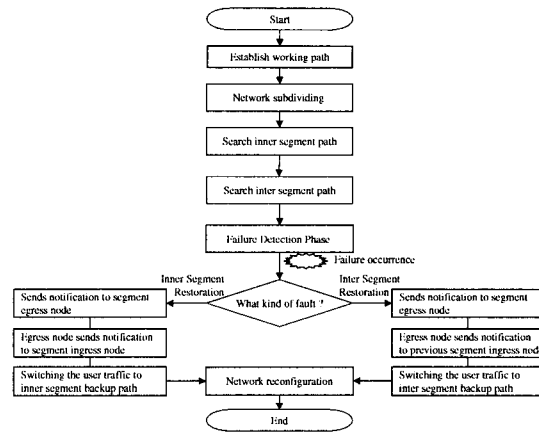 Start
Establish working path
Network subdividing
Search inner segment path
Search inter segment path
Failure Detection Phase
Failure occurrence
Inner Segment
Restoration
What kind of fault ?
Inter Segment
Restoration
Sends notification to segment
egress node
Sends notification to segment
egress node
Egress node sends notification
to segment ingress node
Egress node sends notification
to previous segment ingress node
Switching the user traffic to
inner segment backup path
Network reconfiguration
Switching the user traffic to
inter segment backup path
End